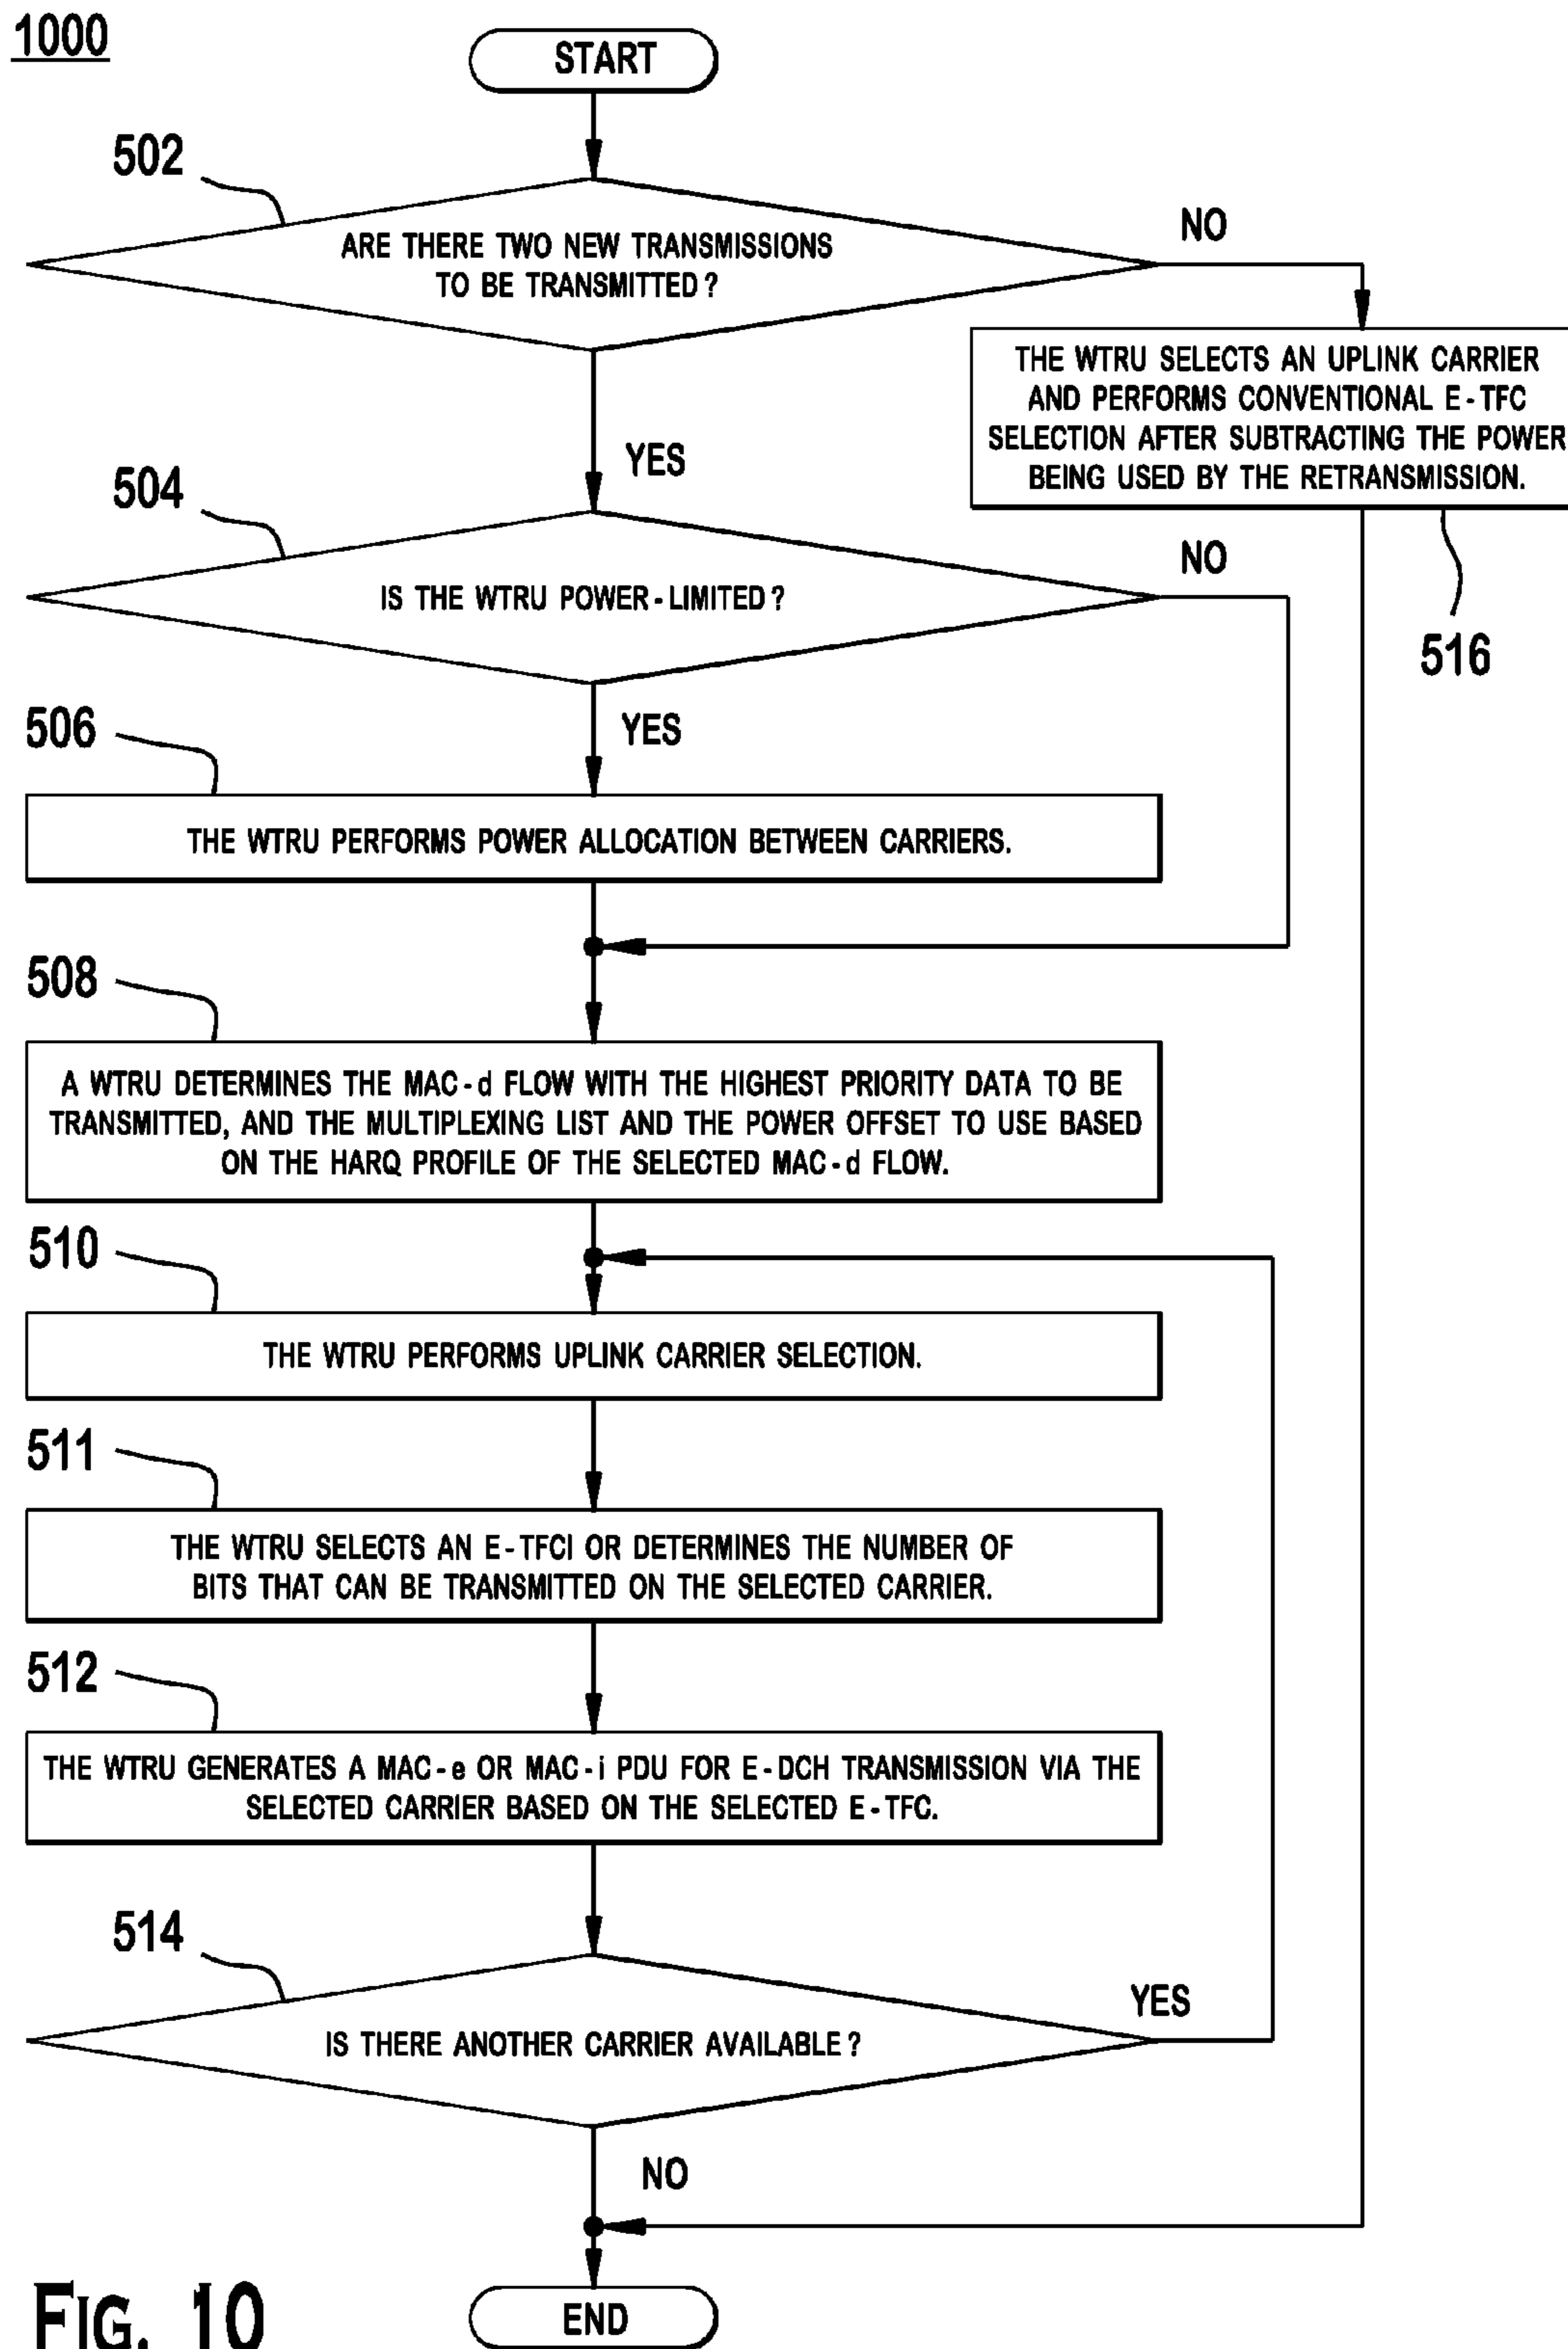 1000
START
502
ARE THERE TWO NEW TRANSMISSIONS
TO BE TRANSMITTED?
NO
THE WTRU SELECTS AN UPLINK CARRIER
AND PERFORMS CONVENTIONAL E-TFC
SELECTION AFTER SUBTRACTING THE POWER
BEING USED BY THE RETRANSMISSION.
516
YES
504
IS THE WTRU POWER-LIMITED?
NO
YES
506
THE WTRU PERFORMS POWER ALLOCATION BETWEEN CARRIERS.
508
A WTRU DETERMINES THE MAC-d FLOW WITH THE HIGHEST PRIORITY DATA TO BE
TRANSMITTED, AND THE MULTIPLEXING LIST AND THE POWER OFFSET TO USE BASED
ON THE HARQ PROFILE OF THE SELECTED MAC-d FLOW.
510
THE WTRU PERFORMS UPLINK CARRIER SELECTION.
511
THE WTRU SELECTS AN E-TFCI OR DETERMINES THE NUMBER OF
BITS THAT CAN BE TRANSMITTED ON THE SELECTED CARRIER.
512
THE WTRU GENERATES A MAC-e OR MAC-i PDU FOR E-DCH TRANSMISSION VIA THE
SELECTED CARRIER BASED ON THE SELECTED E-TFC.
514
IS THERE ANOTHER CARRIER AVAILABLE?
YES
NO
END
FIG. 10